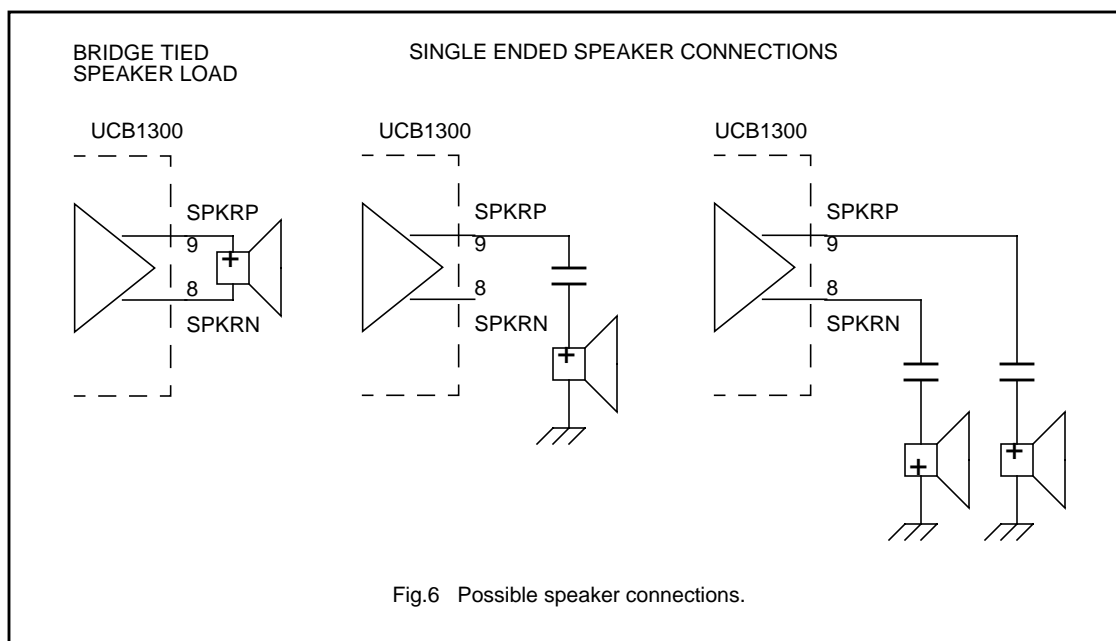 BRIDGE TIED
SPEAKER LOAD
SINGLE ENDED SPEAKER CONNECTIONS
UCB1300
SPKRP
9
+
8
SPKRN
UCB1300
SPKRP
9
8
SPKRN
+
UCB1300
SPKRP
9
8
SPKRN
+
+
Fig.6 Possible speaker connections.